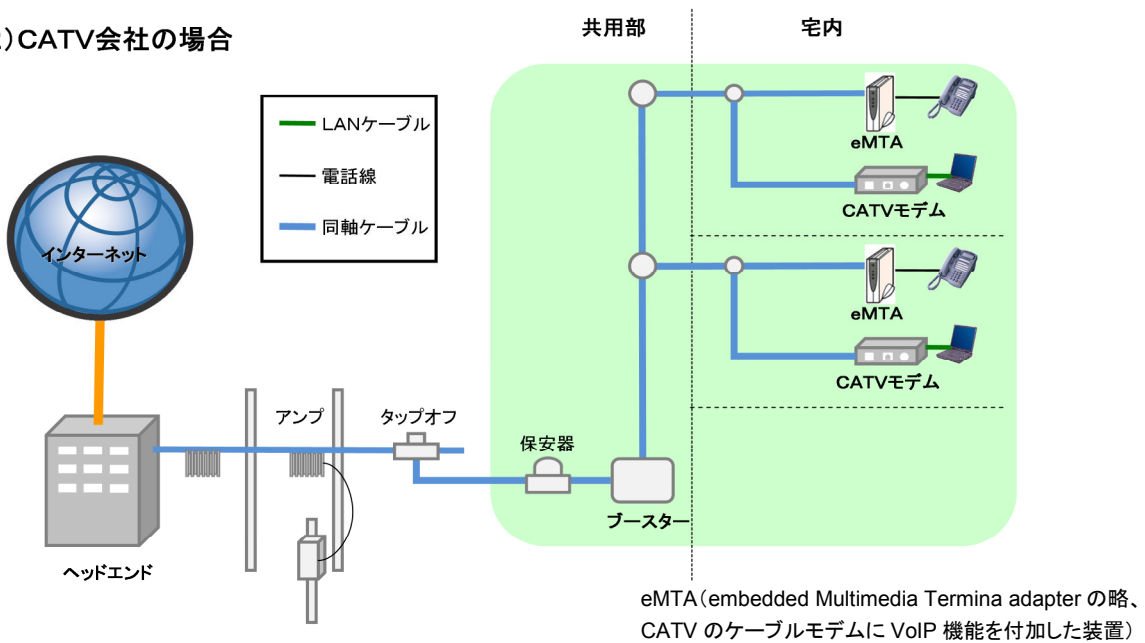 )CATV会社の場合
共用部
宅内
LANケーブル
電話線
同軸ケーブル
インターネット
eMTA
CATVモデム
eMTA
CATVモデム
アンプ
タップオフ
保安器
ブースター
ヘッドエンド
eMTA(embedded Multimedia Termina adapter の略、
CATV のケーブルモデムに VoIP 機能を付加した装置)